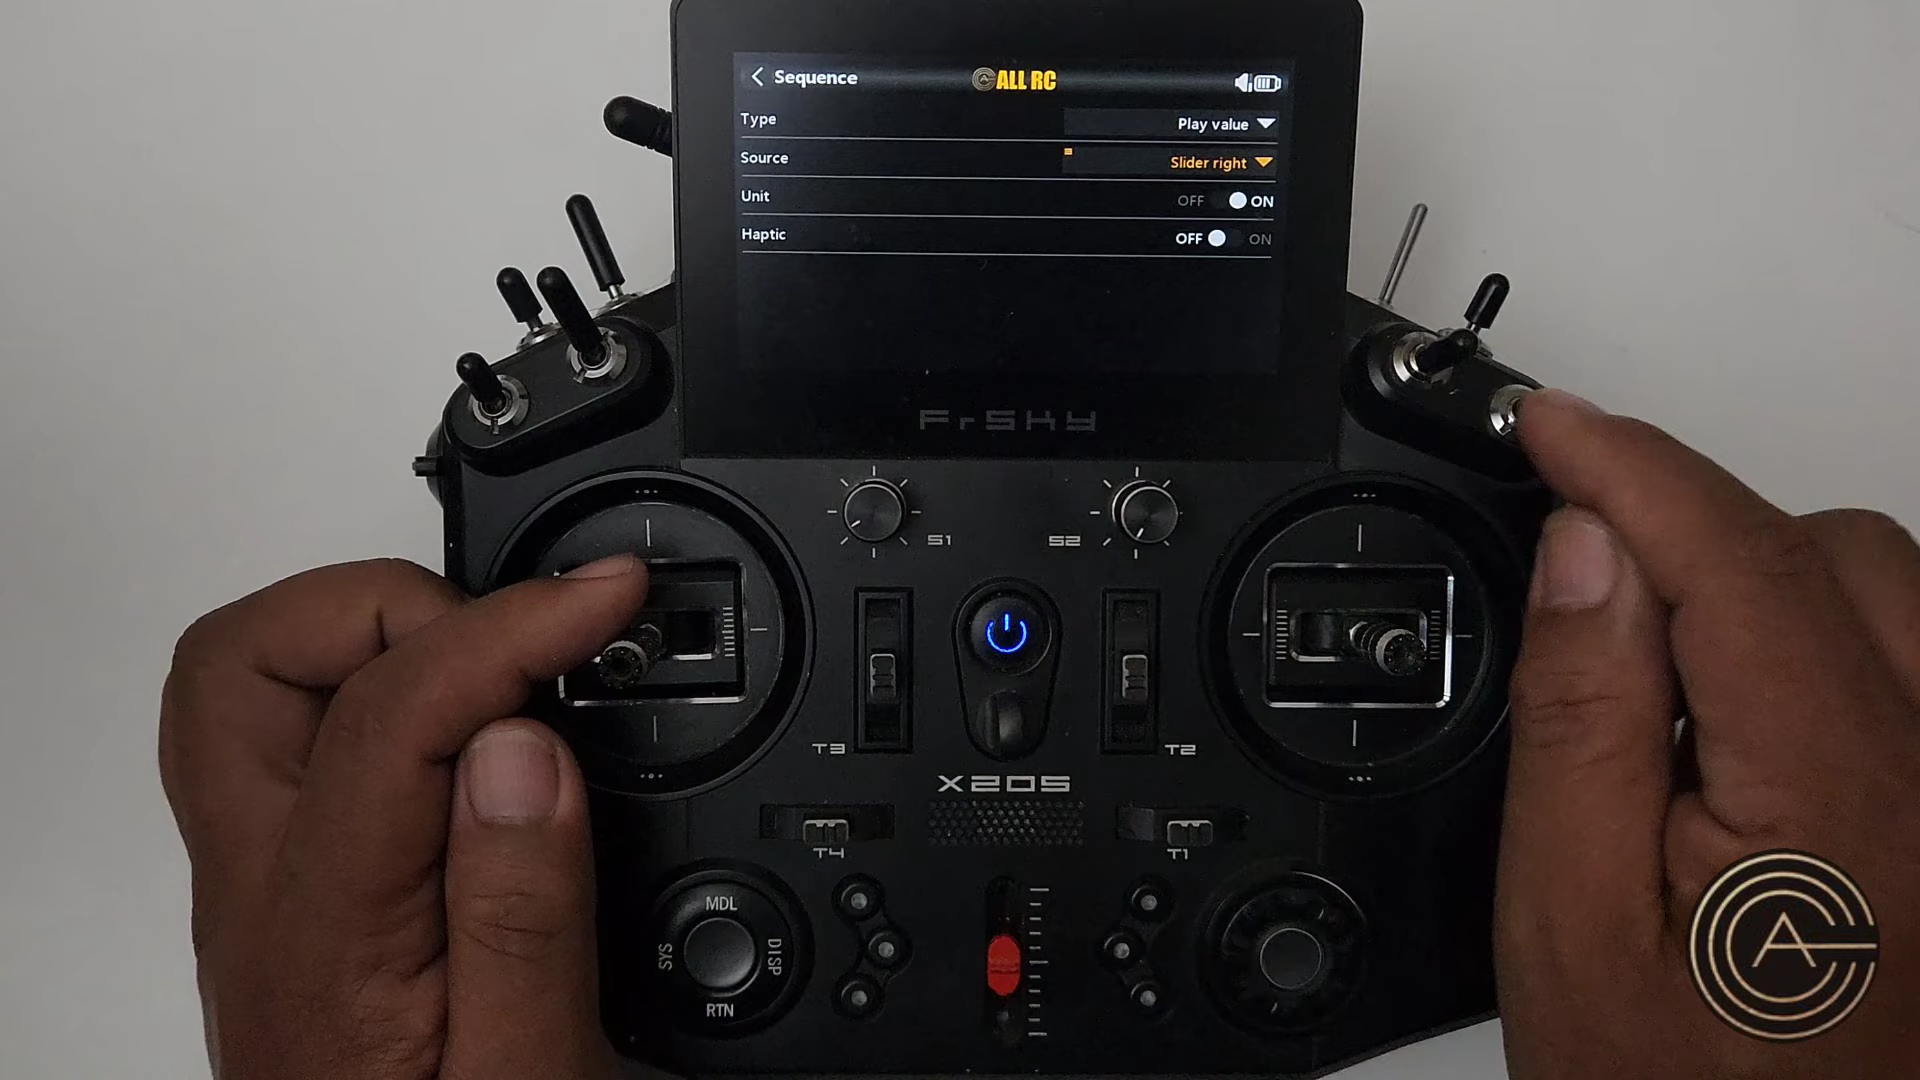 Sequence
ALL RC
Type
Play value
Source
Slider right
Unit
OFF ON
Haptic
OFF ON
FrSKY
S1
S2
T3
T2
X20S
T4
T1
MDL
SYS
DISP
RTN